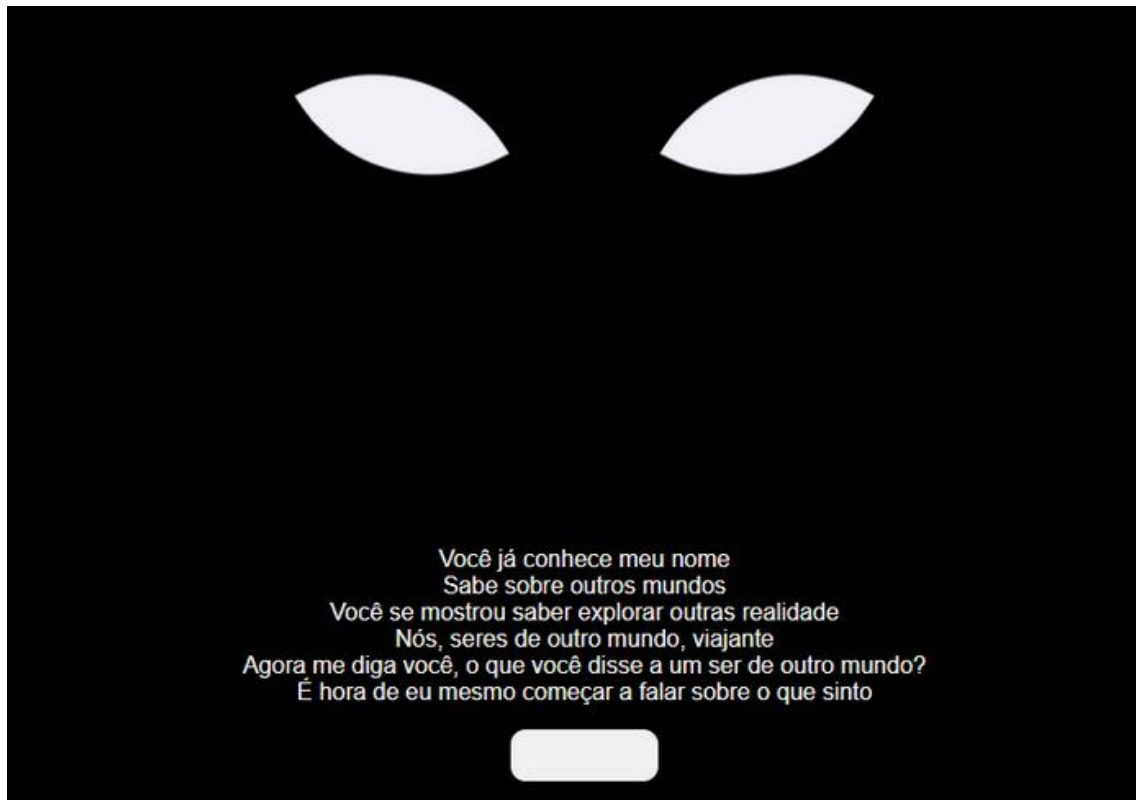 Você já conhece meu nome
Sabe sobre outros mundos
Você se mostrou saber explorar outras realidade
Nós, seres de outro mundo, viajante
Agora me diga você, o que você disse a um ser de outro mundo?
É hora de eu mesmo começar a falar sobre o que sinto